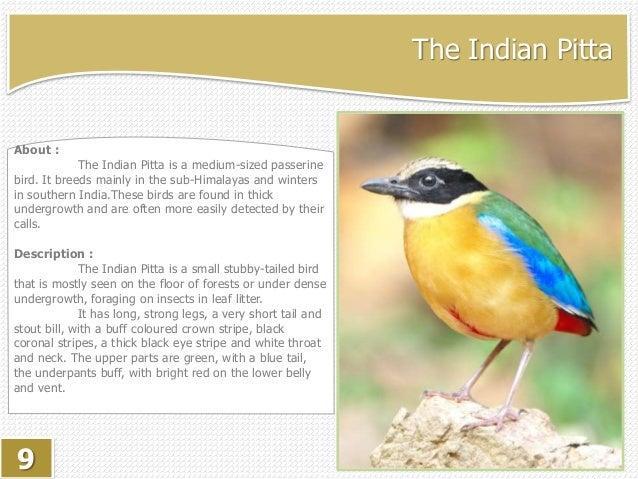 The Indian Pitta
About :
The Indian Pitta is a medium-sized passerine
bird. It breeds mainly in the sub-Himalayas and winters
in southern India.These birds are found in thick
undergrowth and are often more easily detected by their
calls.
Description :
The Indian Pitta is a small stubby-tailed bird
that is mostly seen on the floor of forests or under dense
undergrowth, foraging on insects in leaf litter.
It has long, strong legs, a very short tail and
stout bill, with a buff coloured crown stripe, black
coronal stripes, a thick black eye stripe and white throat
and neck. The upper parts are green, with a blue tail,
the underpants buff, with bright red on the lower belly
and vent.
9